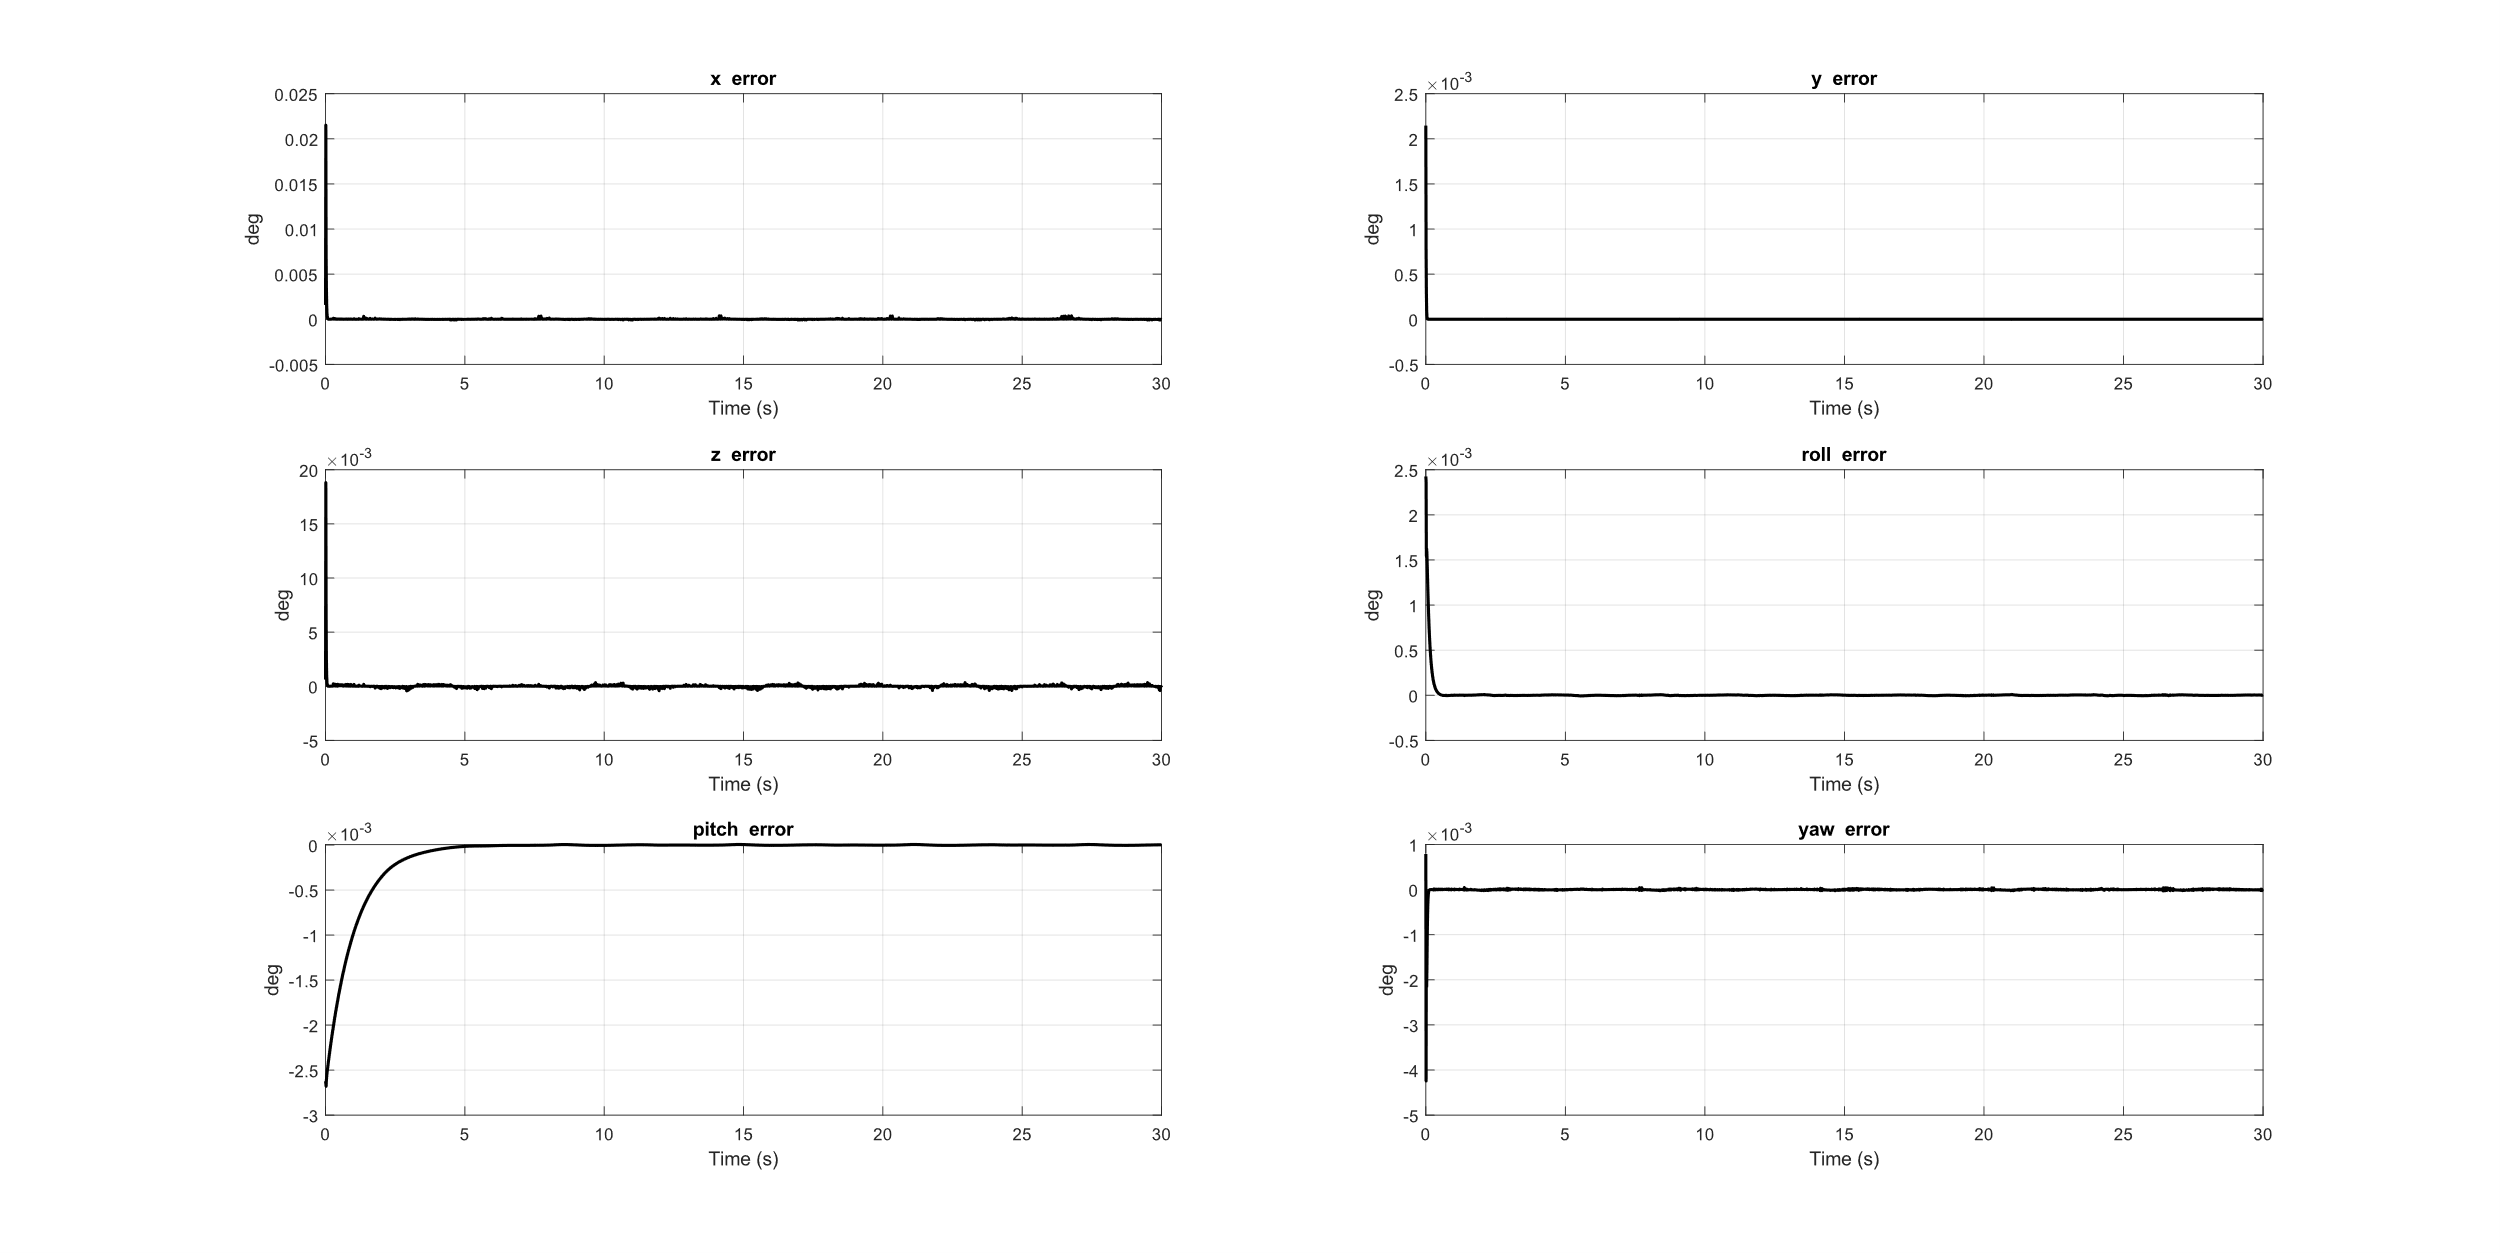 x error
0.025
0.02
0.015
0.01
0.005
0
-0.005
deg
0 5 10 15 20 25 30
Time (s)
y error
×10-3
2.5
2
1.5
1
0.5
0
-0.5
deg
0 5 10 15 20 25 30
Time (s)
z error
×10-3
20
15
10
5
0
-5
deg
0 5 10 15 20 25 30
Time (s)
roll error
×10-3
2.5
2
1.5
1
0.5
0
-0.5
deg
0 5 10 15 20 25 30
Time (s)
pitch error
×10-3
0
-0.5
-1
-1.5
-2
-2.5
-3
deg
0 5 10 15 20 25 30
Time (s)
yaw error
×10-3
1
0
-1
-2
-3
-4
-5
deg
0 5 10 15 20 25 30
Time (s)